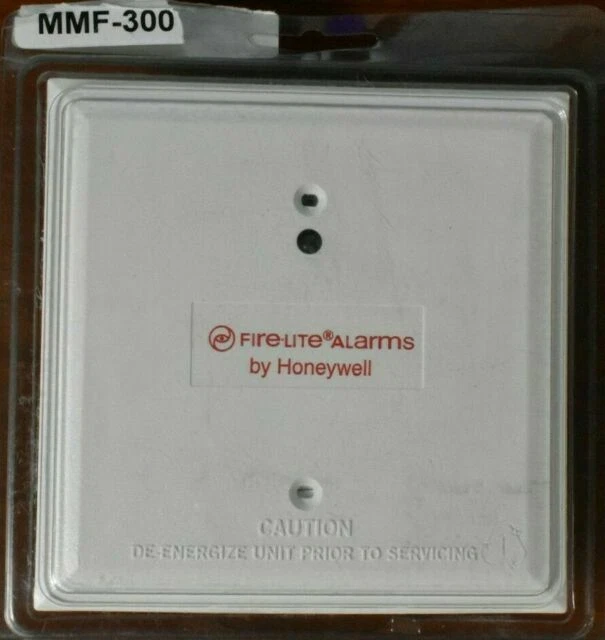 MMF-300
FIre-LITe®ALarms
by Honeywell
CAUTION
DE-ENERGIZE UNIT PRIOR TO SERVICING